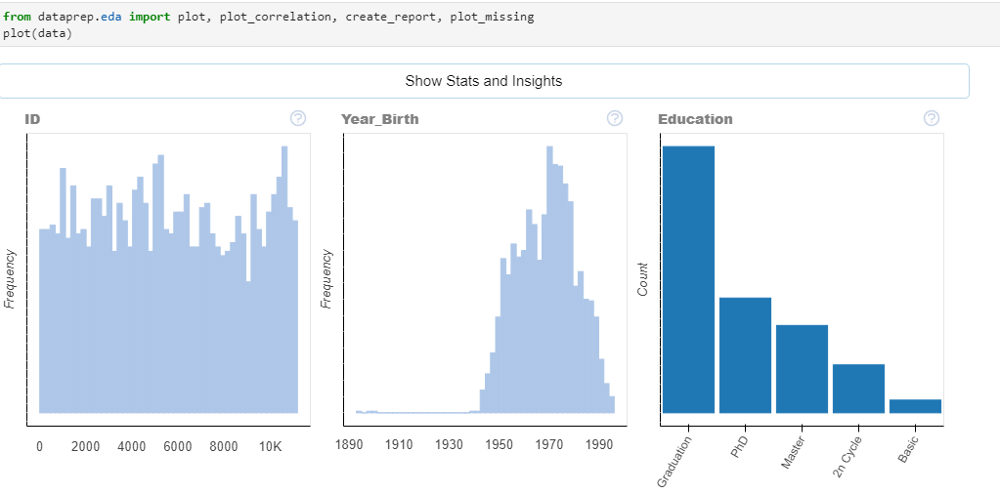 from dataprep.eda import plot, plot_correlation, create_report, plot_missing
plot(data)
Show Stats and Insights
ID
?
Year_Birth
?
Education
?
Frequency
Frequency
Count
0 2000 4000 6000 8000 10K
1890 1910 1930 1950 1970 1990
Graduation
PhD
Master
2n Cycle
Basic